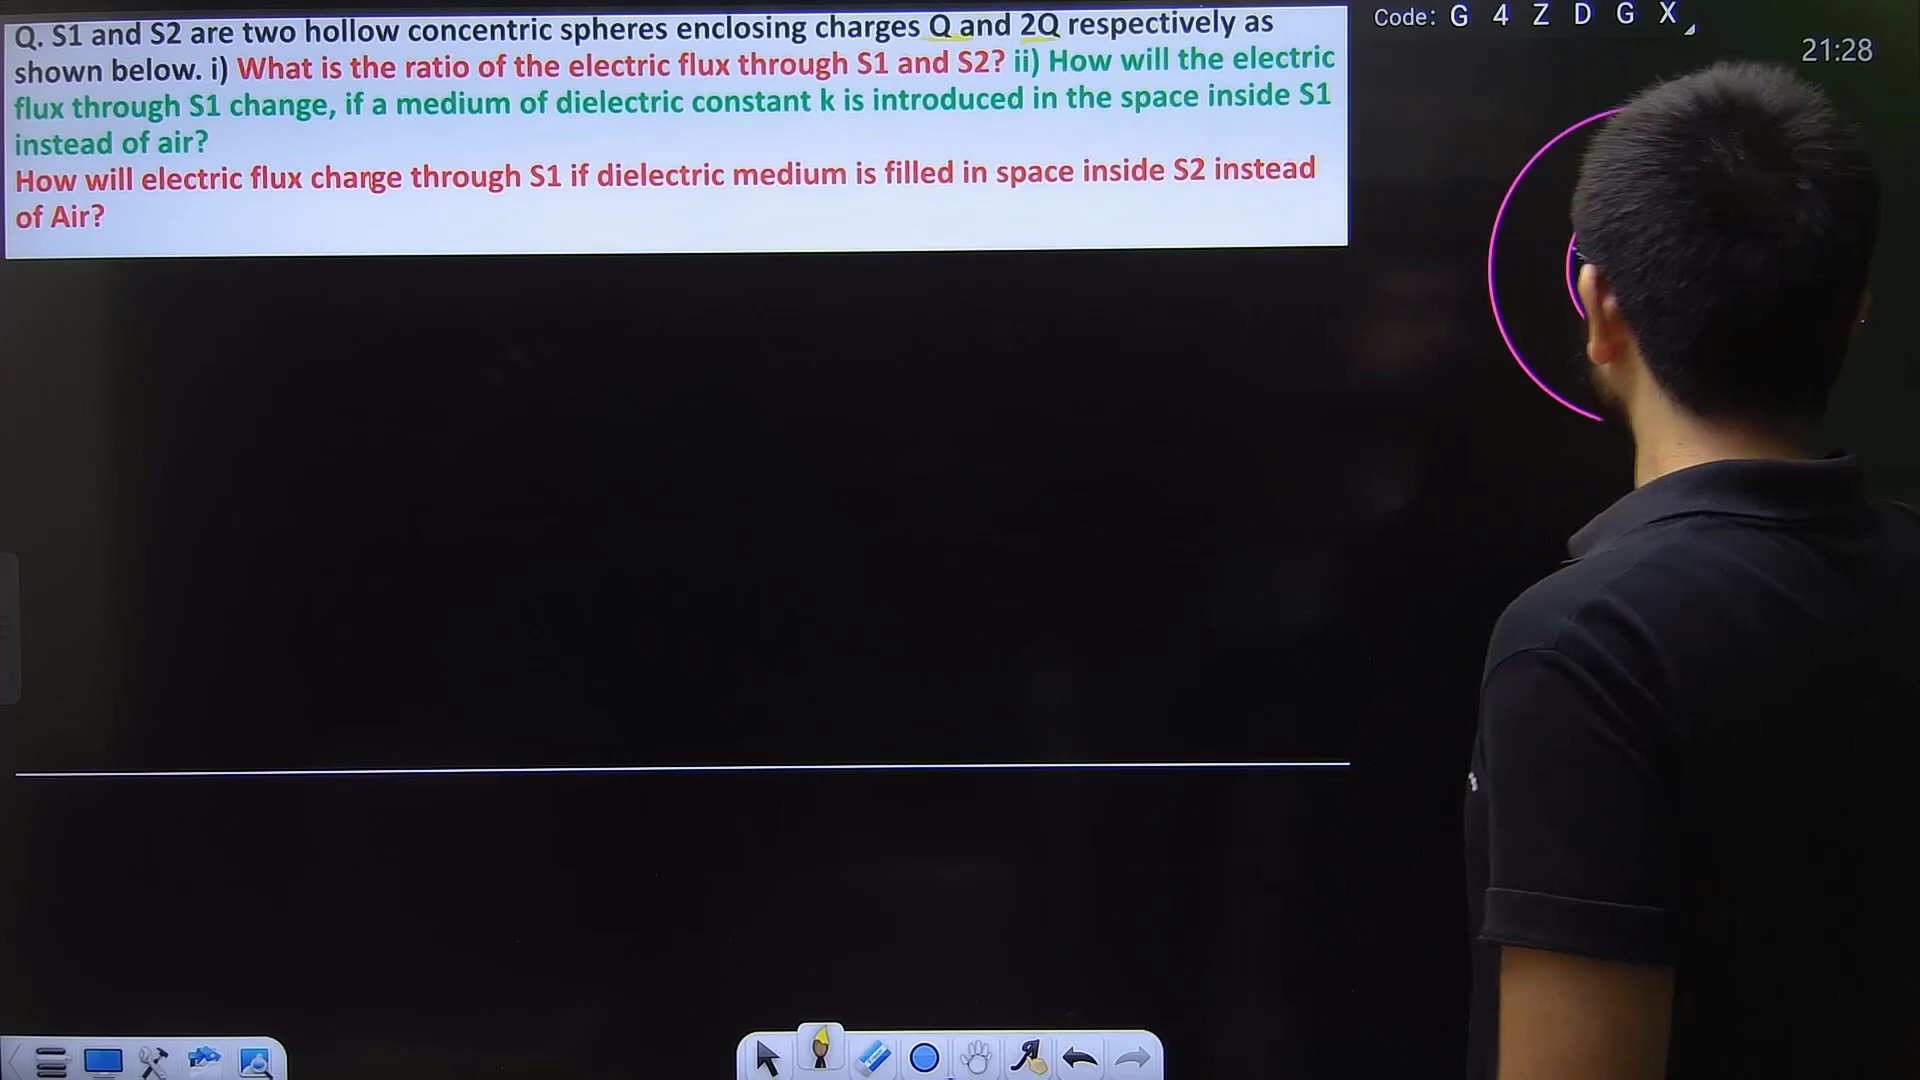 Q. S1 and S2 are two hollow concentric spheres enclosing charges Q and 2Q respectively as
shown below. i) What is the ratio of the electric flux through S1 and S2? ii) How will the electric
flux through S1 change, if a medium of dielectric constant k is introduced in the space inside S1
instead of air?
How will electric flux charge through S1 if dielectric medium is filled in space inside S2 instead
of Air?
Code: G 4 Z D G X
21:28